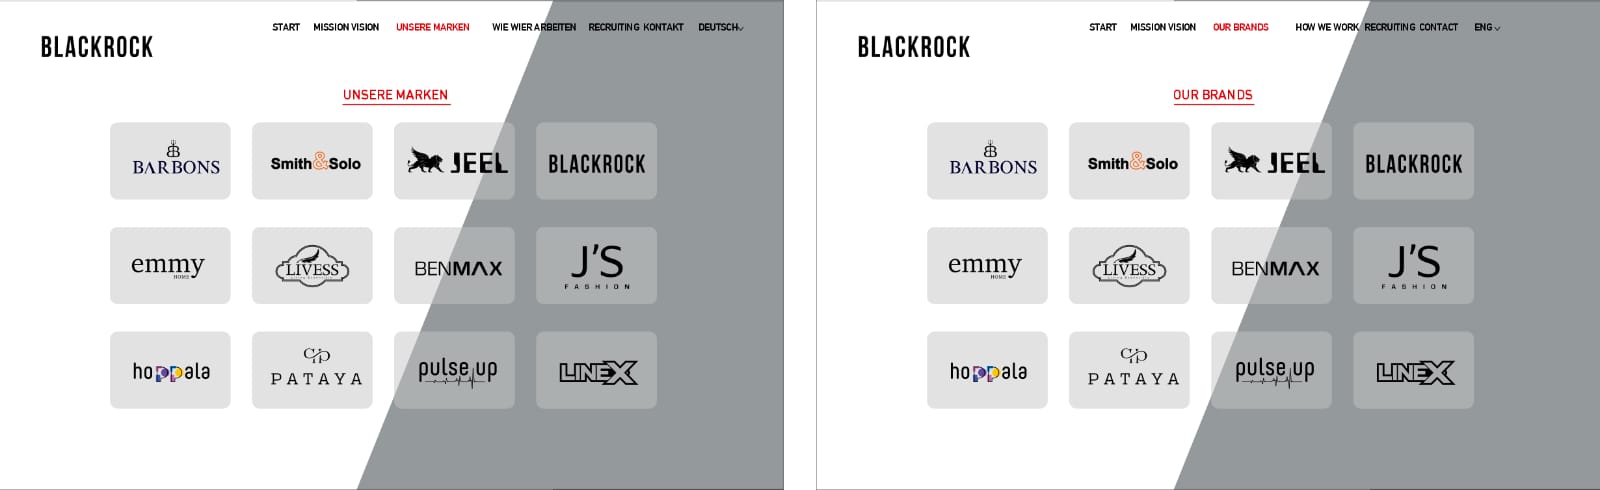 START MISSION VISION UNSERE MARKEN WIE WIER ARBEITEN RECRUITING KONTAKT DEUTSCH
BLACKROCK
UNSERE MARKEN
BARBONS Smith&Solo JEEL BLACKROCK
emmy HOME LIVESS BENMAX J'S FASHION
hoppala PATAYA pulse up LINEX
START MISSION VISION OUR BRANDS HOW WE WORK RECRUITING CONTACT ENG
BLACKROCK
OUR BRANDS
BARBONS Smith&Solo JEEL BLACKROCK
emmy HOME LIVESS BENMAX J'S FASHION
hoppala PATAYA pulse up LINEX